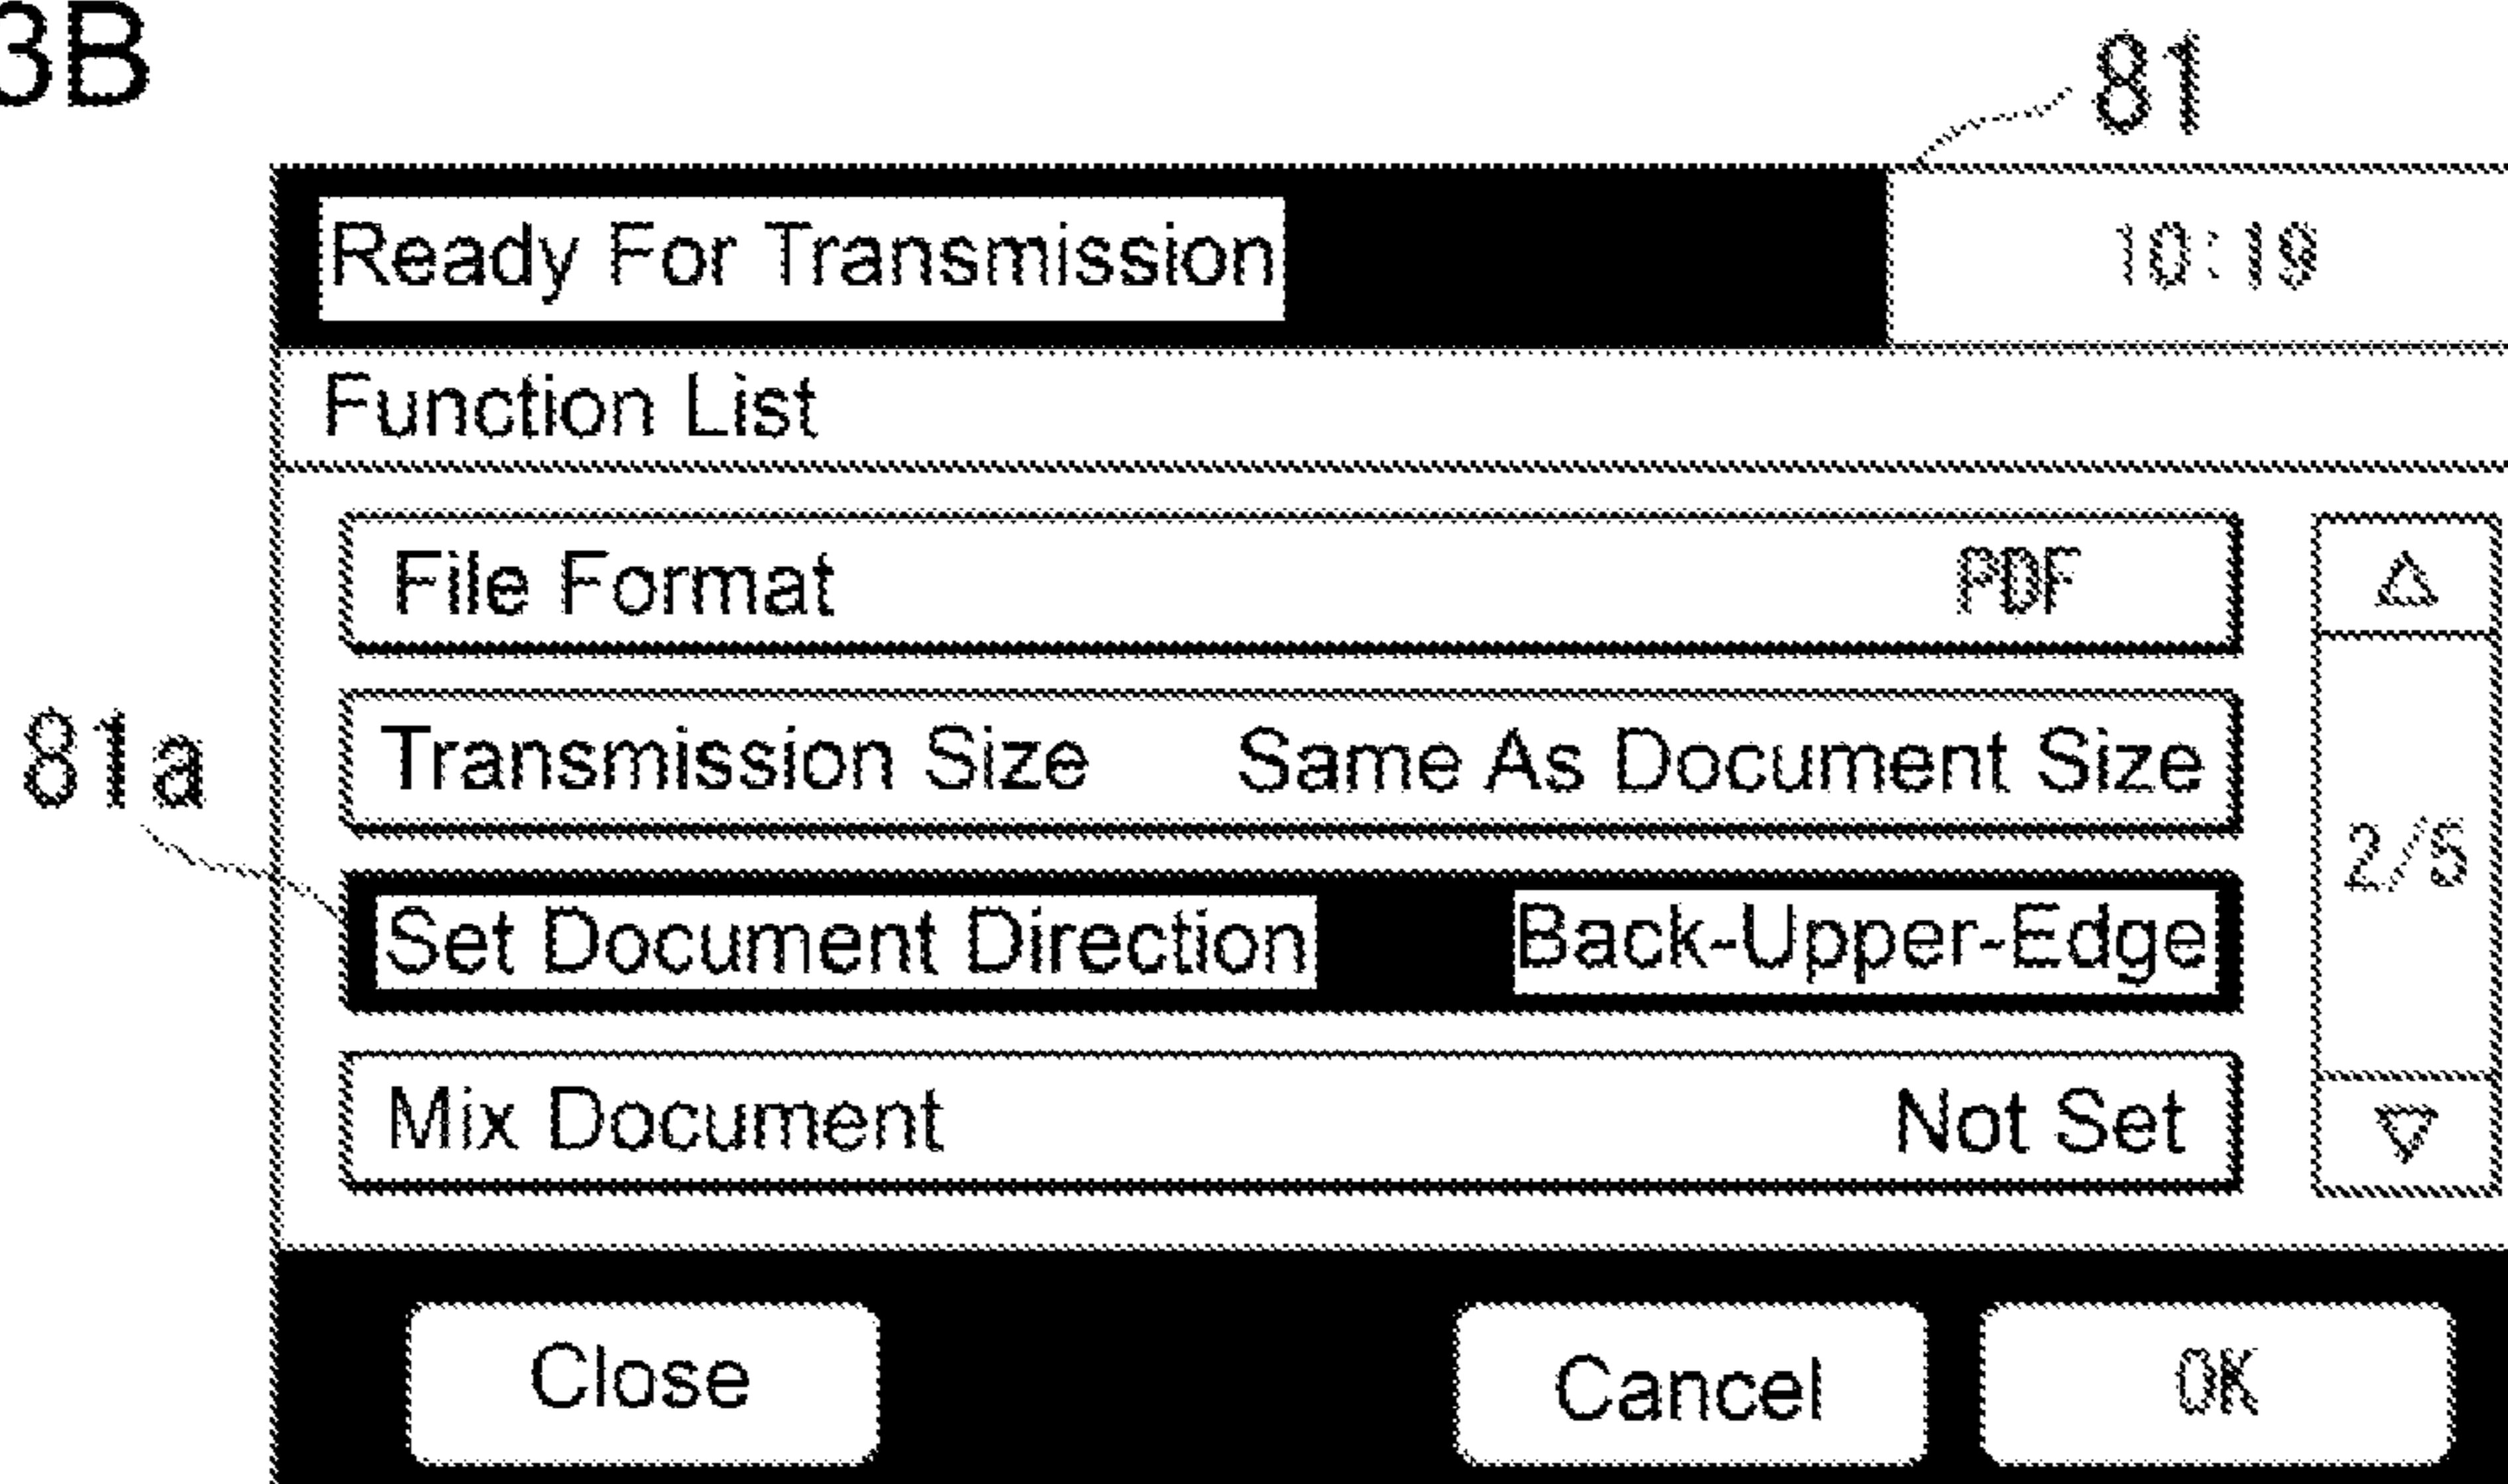 3B
81
Ready For Transmission 10:19
Function List
File Format PDF
Transmission Size Same As Document Size
81a
2/5
Set Document Direction Back-Upper-Edge
Mix Document Not Set
Close Cancel OK